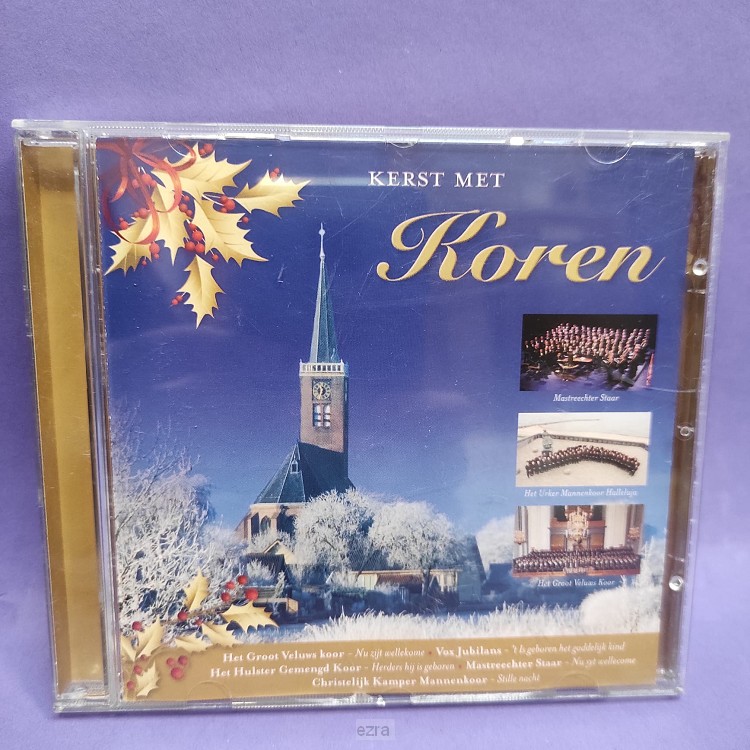 KERST MET
Koren
Mastreechter Staar
Het Urker Mannenkoor Halleluja
Het Groot Veluws Koor
Het Groot Veluws koor - Nu zijt wellekome • Vox Jubilans - 't Is geboren het goddelijk kind
Het Hulster Gemengd Koor - Herders hij is geboren • Mastreechter Staar - Nu zyt wellecome
Christelijk Kamper Mannenkoor - Stille nacht
ezra